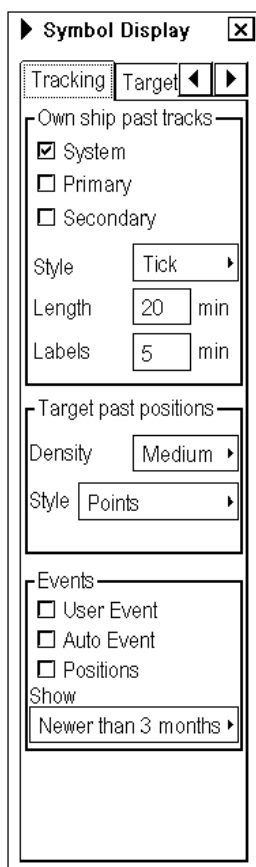 Symbol Display
Tracking Target
Own ship past tracks
System
Primary
Secondary
Style Tick
Length 20 min
Labels 5 min
Target past positions
Density Medium
Style Points
Events
User Event
Auto Event
Positions
Show
Newer than 3 months